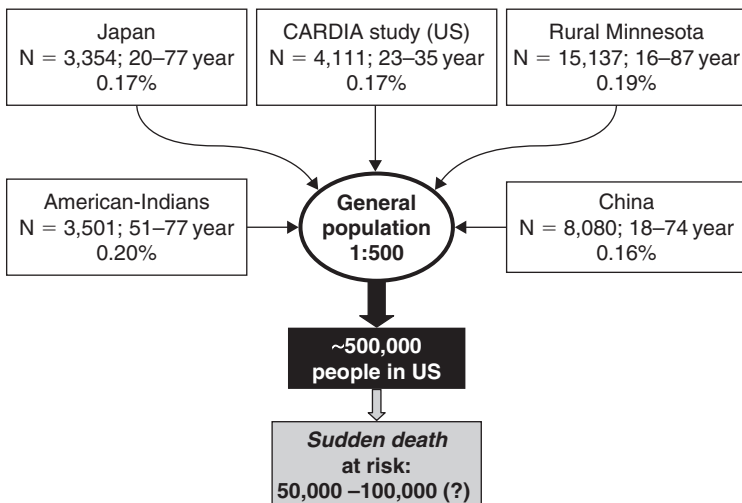 Japan
N = 3,354; 20–77 year
0.17%
CARDIA study (US)
N = 4,111; 23–35 year
0.17%
Rural Minnesota
N = 15,137; 16–87 year
0.19%
American-Indians
N = 3,501; 51–77 year
0.20%
General
population
1:500
China
N = 8,080; 18–74 year
0.16%
~500,000
people in US
Sudden death
at risk:
50,000 –100,000 (?)